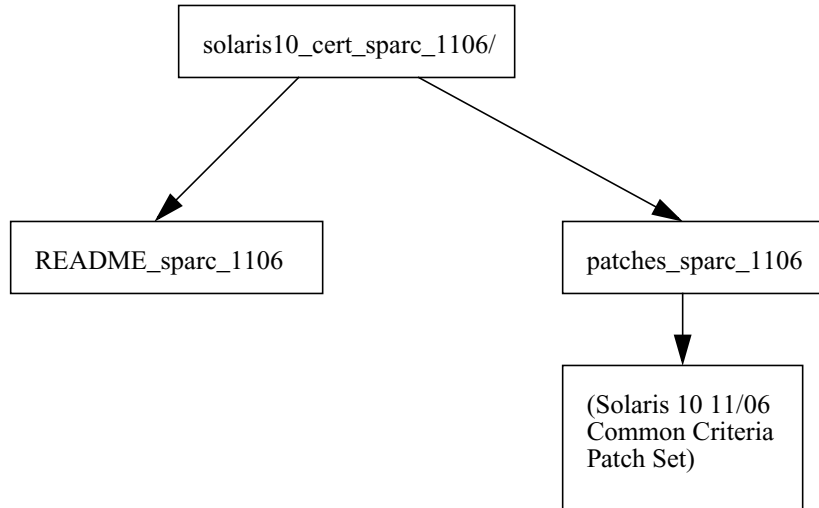 solaris10_cert_sparc_1106/
README_sparc_1106
patches_sparc_1106
(Solaris 10 11/06
Common Criteria
Patch Set)